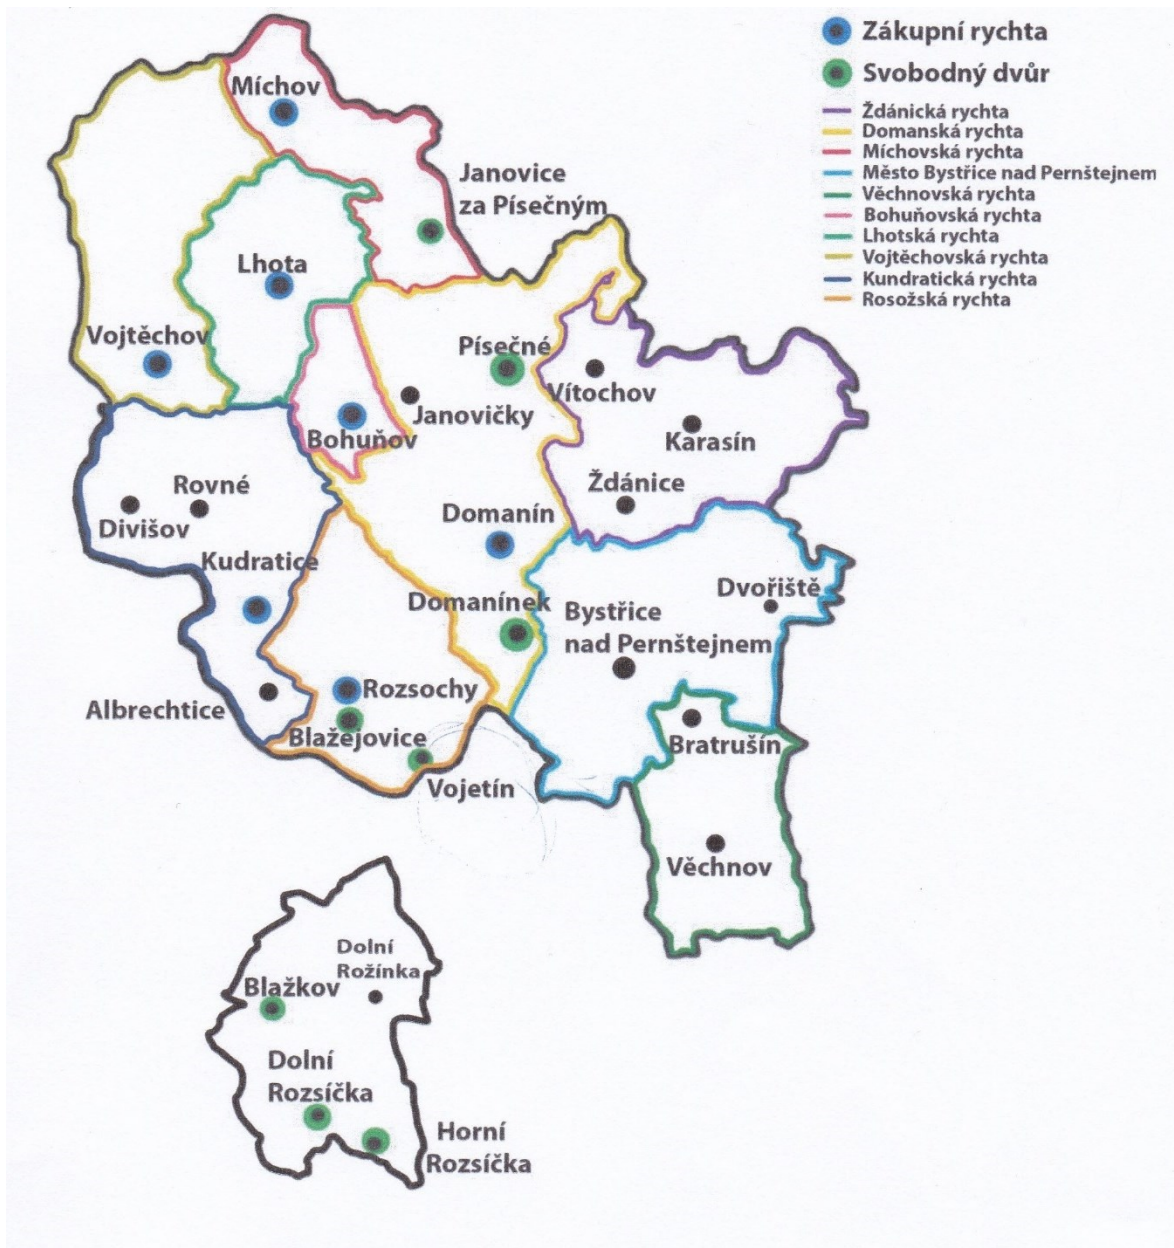 Zákupní rychta
Svobodný dvůr
Ždánická rychta
Domanská rychta
Míchovská rychta
Město Bystřice nad Pernštejnem
Věchnovská rychta
Bohuňovská rychta
Lhotská rychta
Vojtěchovská rychta
Kundratická rychta
Rosožská rychta
Míchov
Janovice
za Písečným
Lhota
Vojtěchov
Písečné
Vítochov
Janovičky
Bohuňov
Karasín
Rovné
Ždánice
Divišov
Domanín
Kudratice
Dvořiště
Domanínek
Bystřice
nad Pernštejnem
Rozsochy
Albrechtice
Blažejovice
Bratrušín
Vojetín
Věchnov
Dolní
Rožínka
Blažkov
Dolní
Rozsíčka
Horní
Rozsíčka